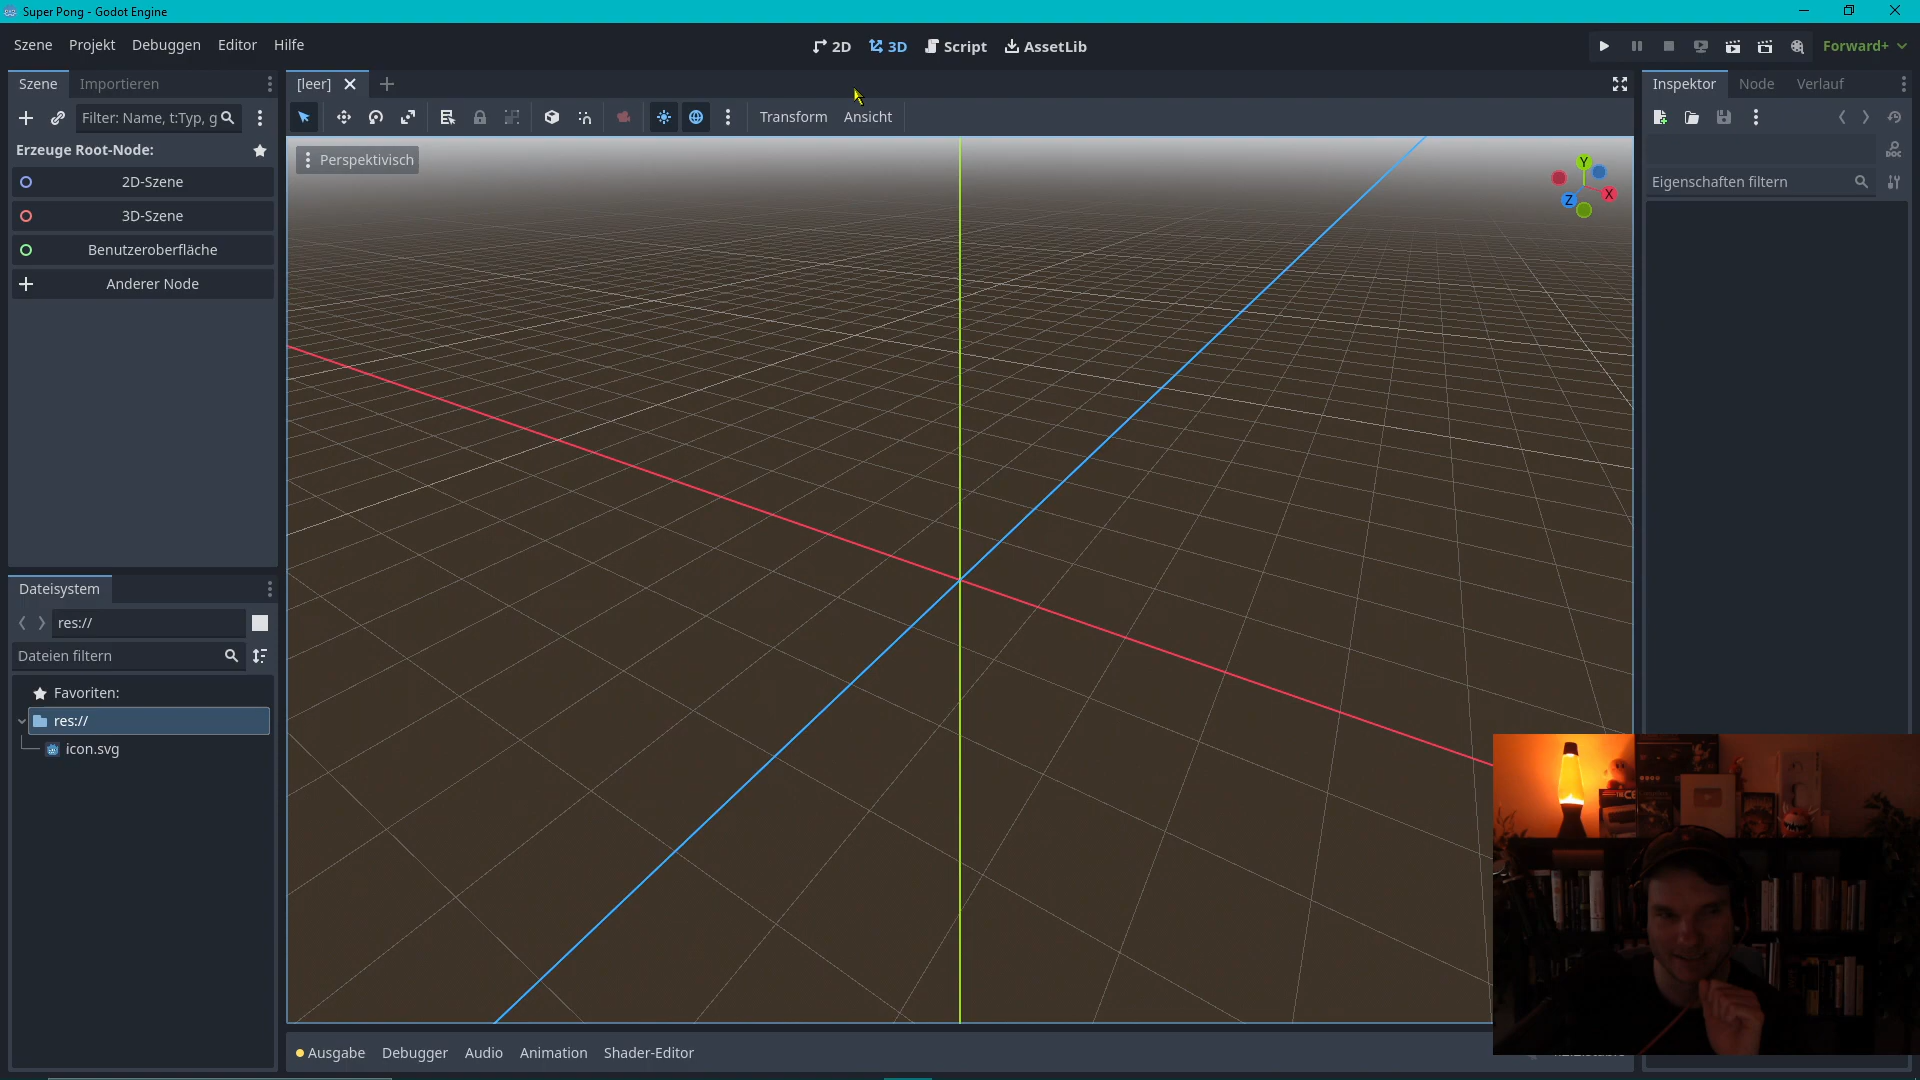 Super Pong - Godot Engine
Szene Projekt Debuggen Editor Hilfe
2D 3D Script AssetLib
Forward+
Szene Importieren
[leer]
Inspektor Node Verlauf
Filter: Name, t:Typ, g
Transform Ansicht
Erzeuge Root-Node:
DOC
Perspektivisch
Y
X
Z
2D-Szene
Eigenschaften filtern
3D-Szene
Benutzeroberfläche
Anderer Node
Dateisystem
res://
Dateien filtern
Favoriten:
res://
icon.svg
Ausgabe Debugger Audio Animation Shader-Editor